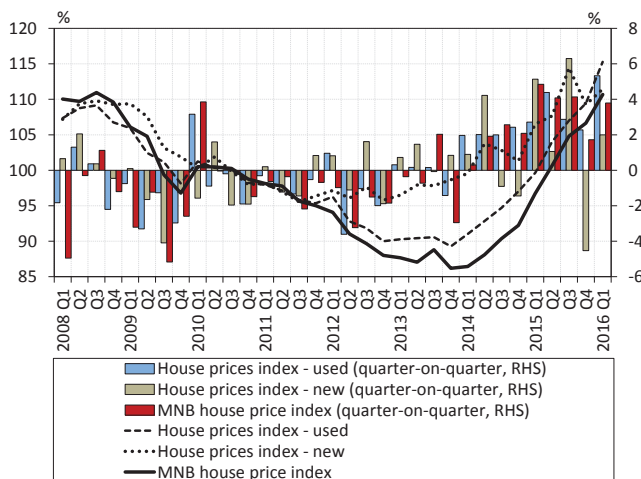 % %
120 8
115 6
110 4
105 2
100 0
95 -2
90 -4
85 -6
2008 Q1 Q2 Q3 Q4 2009 Q1 Q2 Q3 Q4 2010 Q1 Q2 Q3 Q4 2011 Q1 Q2 Q3 Q4 2012 Q1 Q2 Q3 Q4 2013 Q1 Q2 Q3 Q4 2014 Q1 Q2 Q3 Q4 2015 Q1 Q2 Q3 Q4 2016 Q1
House prices index - used (quarter-on-quarter, RHS)
House prices index - new (quarter-on-quarter, RHS)
MNB house price index (quarter-on-quarter, RHS)
House prices index - used
House prices index - new
MNB house price index